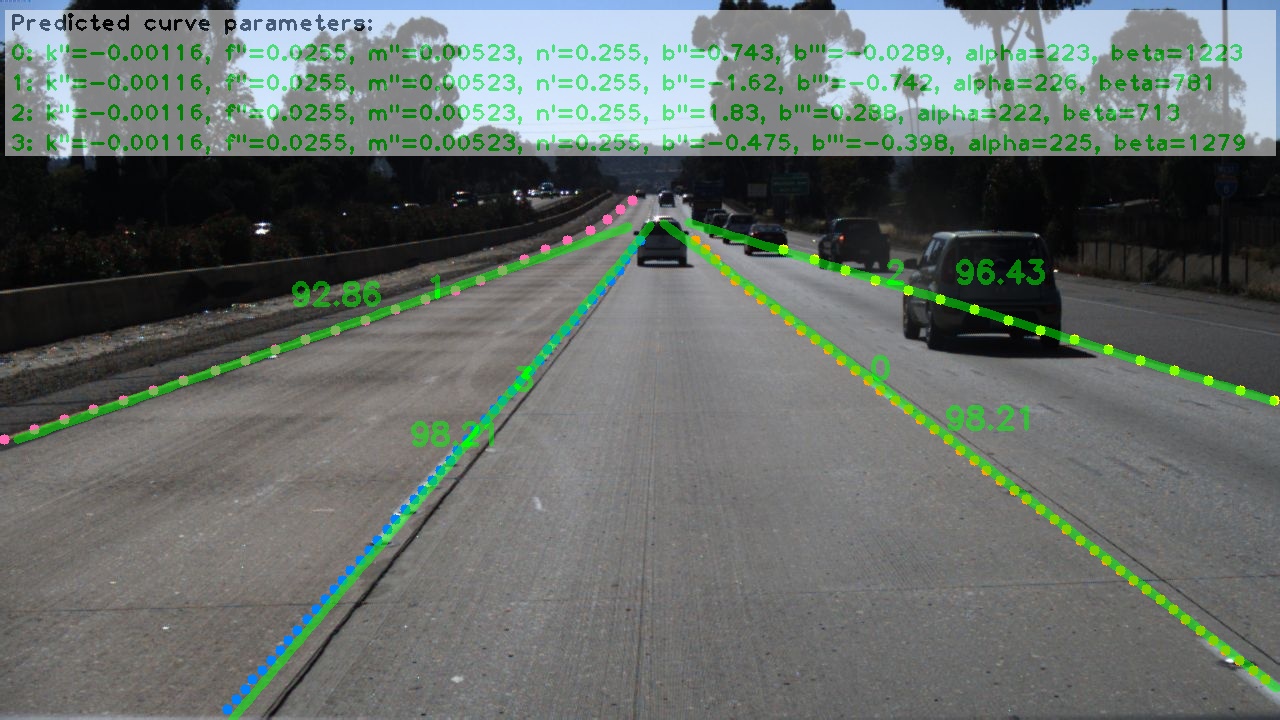 Predicted curve parameters:
0: k''=-0.00116, f''=0.0255, m''=0.00523, n'=0.255, b''=0.743, b'''=-0.0289, alpha=223, beta=1223
1: k''=-0.00116, f''=0.0255, m''=0.00523, n'=0.255, b''=-1.62, b'''=-0.742, alpha=226, beta=781
2: k''=-0.00116, f''=0.0255, m''=0.00523, n'=0.255, b''=1.83, b'''=0.288, alpha=222, beta=713
3: k''=-0.00116, f''=0.0255, m''=0.00523, n'=0.255, b''=-0.475, b'''=-0.398, alpha=225, beta=1279
92.86
1
2
96.43
3
0
98.21
98.21